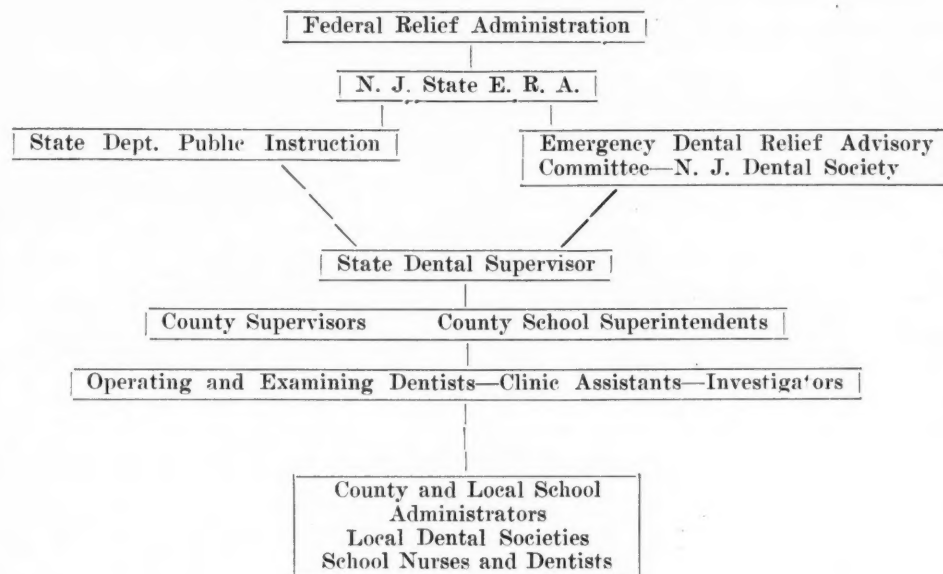 Federal Relief Administration
N. J. State E. R. A.
State Dept. Public Instruction
Emergency Dental Relief Advisory
Committee—N. J. Dental Society
State Dental Supervisor
County Supervisors County School Superintendents
Operating and Examining Dentists—Clinic Assistants—Investigators
County and Local School
Administrators
Local Dental Societies
School Nurses and Dentists